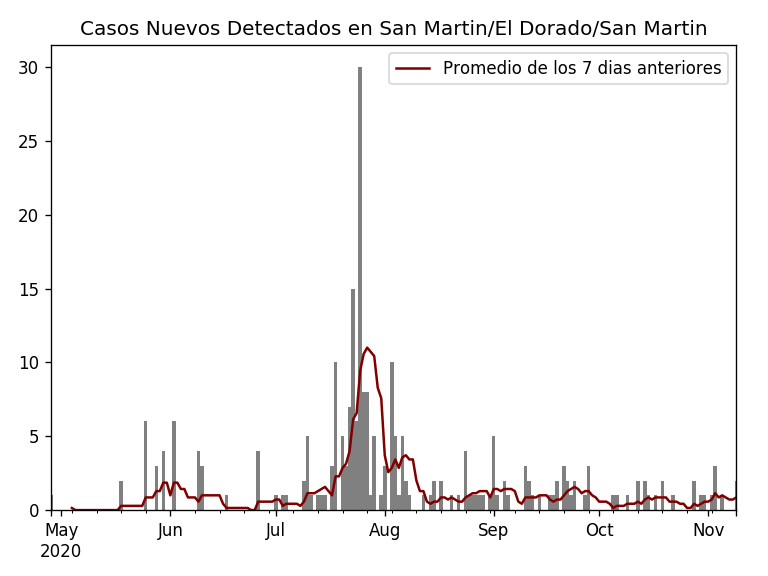 Casos Nuevos Detectados en San Martin/El Dorado/San Martin
Promedio de los 7 dias anteriores
30
25
20
15
10
5
0
May Jun Jul Aug Sep Oct Nov
2020